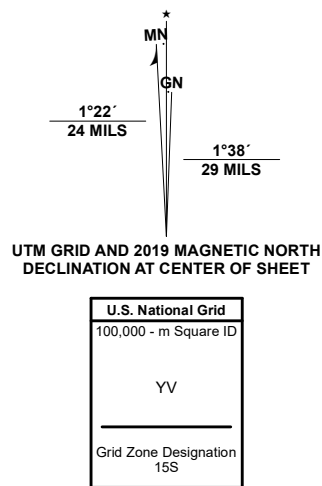 ★
MN
GN
1°22´
24 MILS
1°38´
29 MILS
UTM GRID AND 2019 MAGNETIC NORTH
DECLINATION AT CENTER OF SHEET
U.S. National Grid
100,000 - m Square ID
YV
Grid Zone Designation
15S